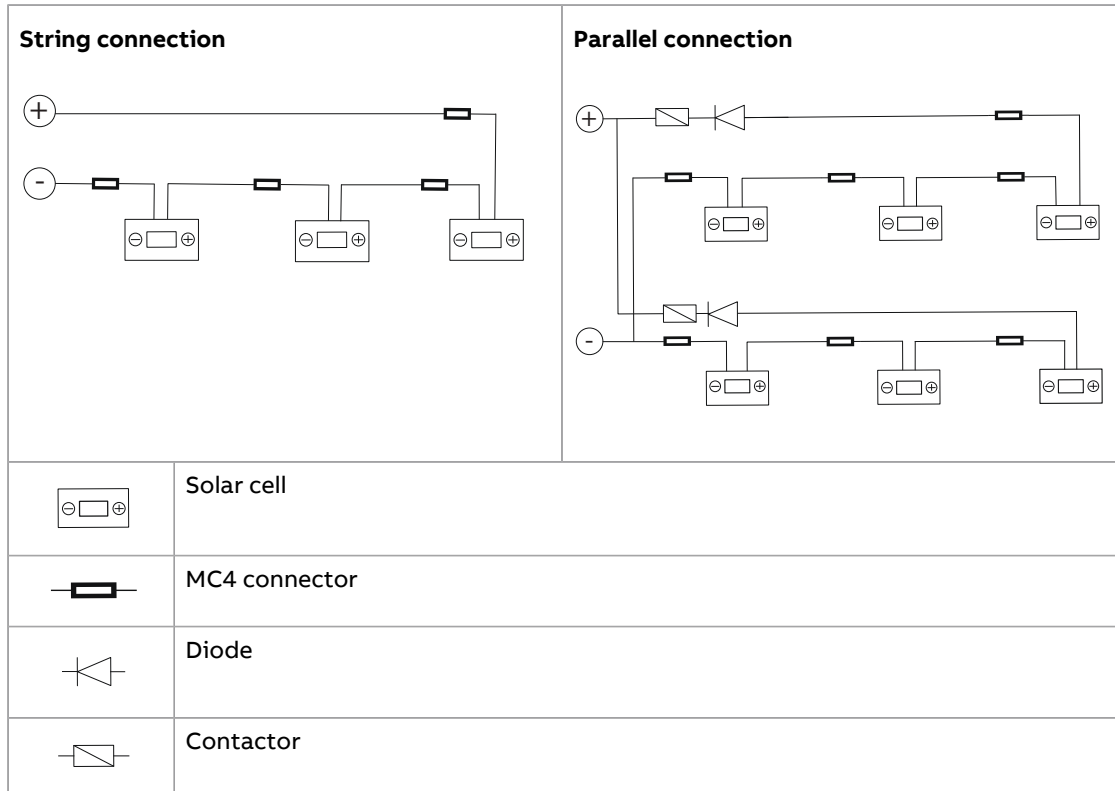 String connection
Parallel connection
+
-
- +
- +
- +
+
-
- +
- +
- +
- +
- +
- +
- +
Solar cell
MC4 connector
Diode
Contactor